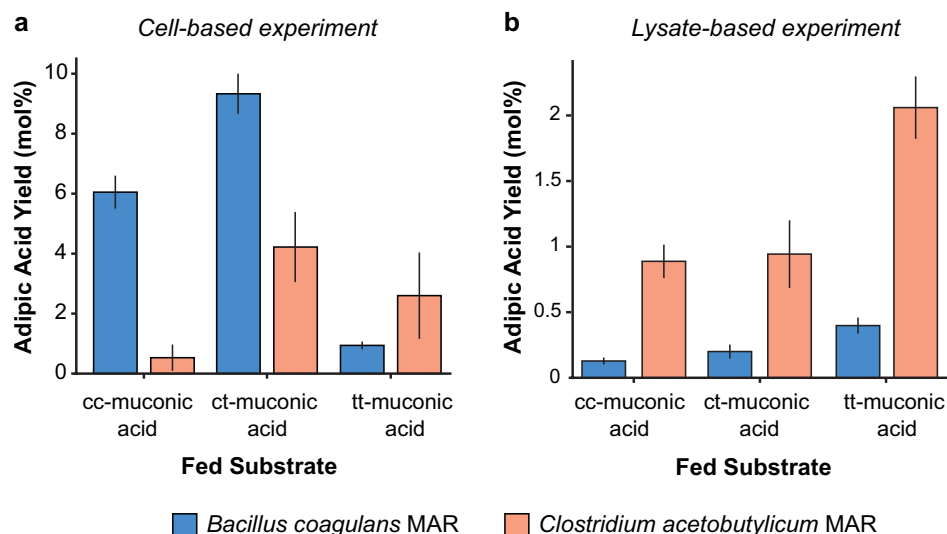 a
Cell-based experiment
Adipic Acid Yield (mol%)
10
8
6
4
2
0
cc-muconic
acid
ct-muconic
acid
tt-muconic
acid
Fed Substrate
b
Lysate-based experiment
Adipic Acid Yield (mol%)
2
1.5
1
0.5
0
cc-muconic
acid
ct-muconic
acid
tt-muconic
acid
Fed Substrate
Bacillus coagulans MAR
Clostridium acetobutylicum MAR